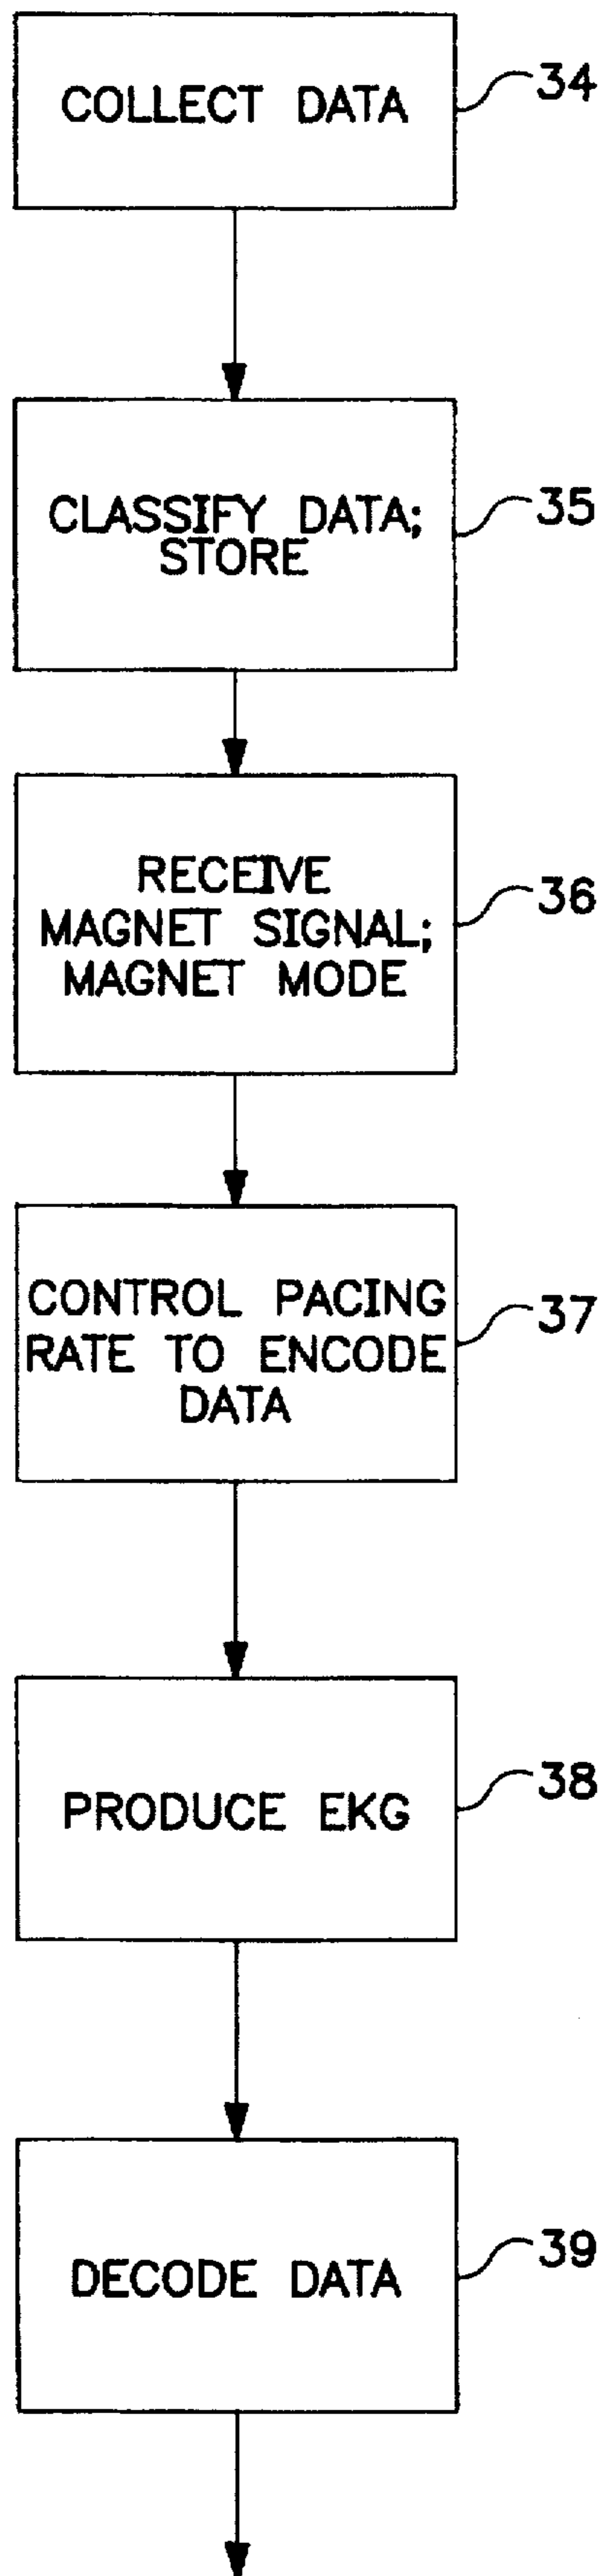 COLLECT DATA
34
CLASSIFY DATA;
STORE
35
RECEIVE
MAGNET SIGNAL;
MAGNET MODE
36
CONTROL PACING
RATE TO ENCODE
DATA
37
PRODUCE EKG
38
DECODE DATA
39